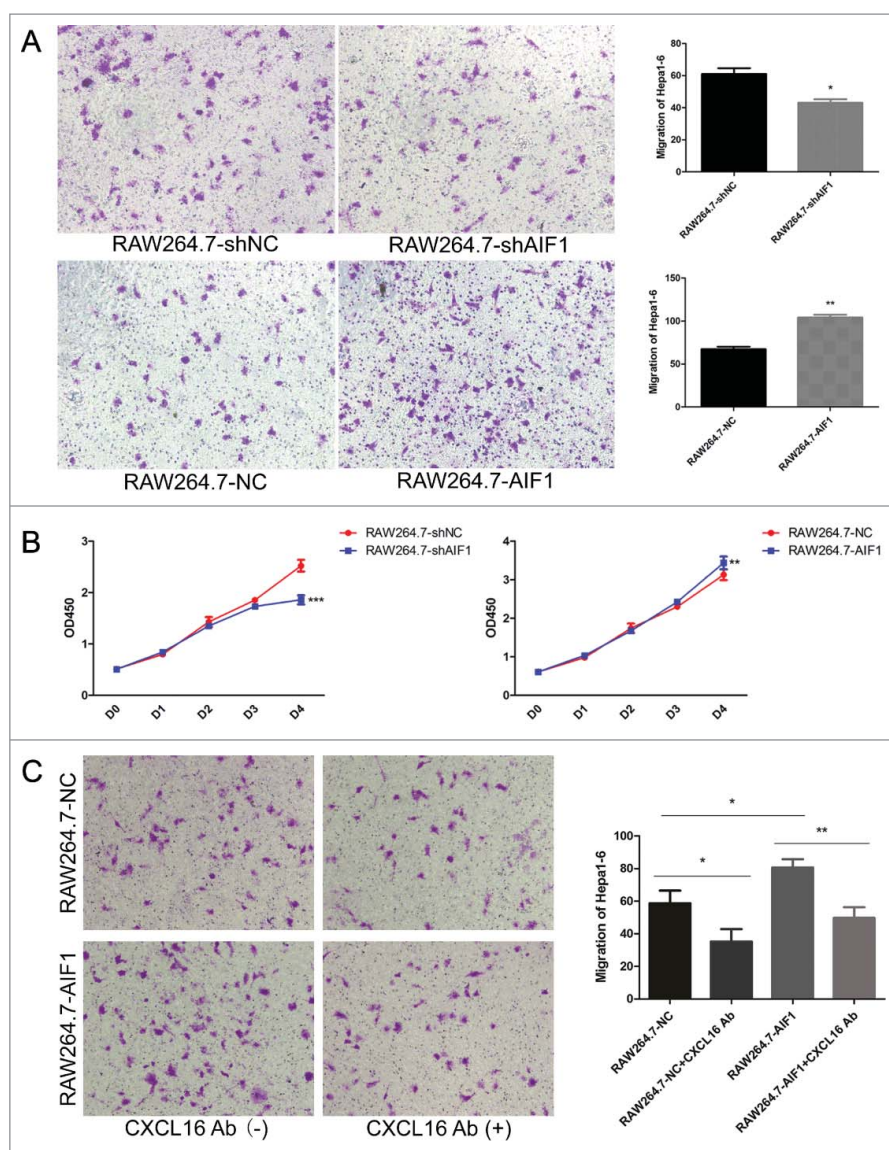 A
RAW264.7-shNC
RAW264.7-shAIF1
Migration of Hepa1-6
80
60
40
20
0
*
RAW264.7-shNC
RAW264.7-shAIF1
RAW264.7-NC
RAW264.7-AIF1
Migration of Hepa1-6
150
100
50
0
**
RAW264.7-NC
RAW264.7-AIF1
B
OD450
3
2
1
0
RAW264.7-shNC
RAW264.7-shAIF1
***
D0
D1
D2
D3
D4
OD450
4
3
2
1
0
RAW264.7-NC
RAW264.7-AIF1
**
D0
D1
D2
D3
D4
C
RAW264.7-NC
RAW264.7-AIF1
CXCL16 Ab (-)
CXCL16 Ab (+)
Migration of Hepa1-6
100
80
60
40
20
0
*
*
**
RAW264.7-NC
RAW264.7-NC+CXCL16 Ab
RAW264.7-AIF1
RAW264.7-AIF1+CXCL16 Ab